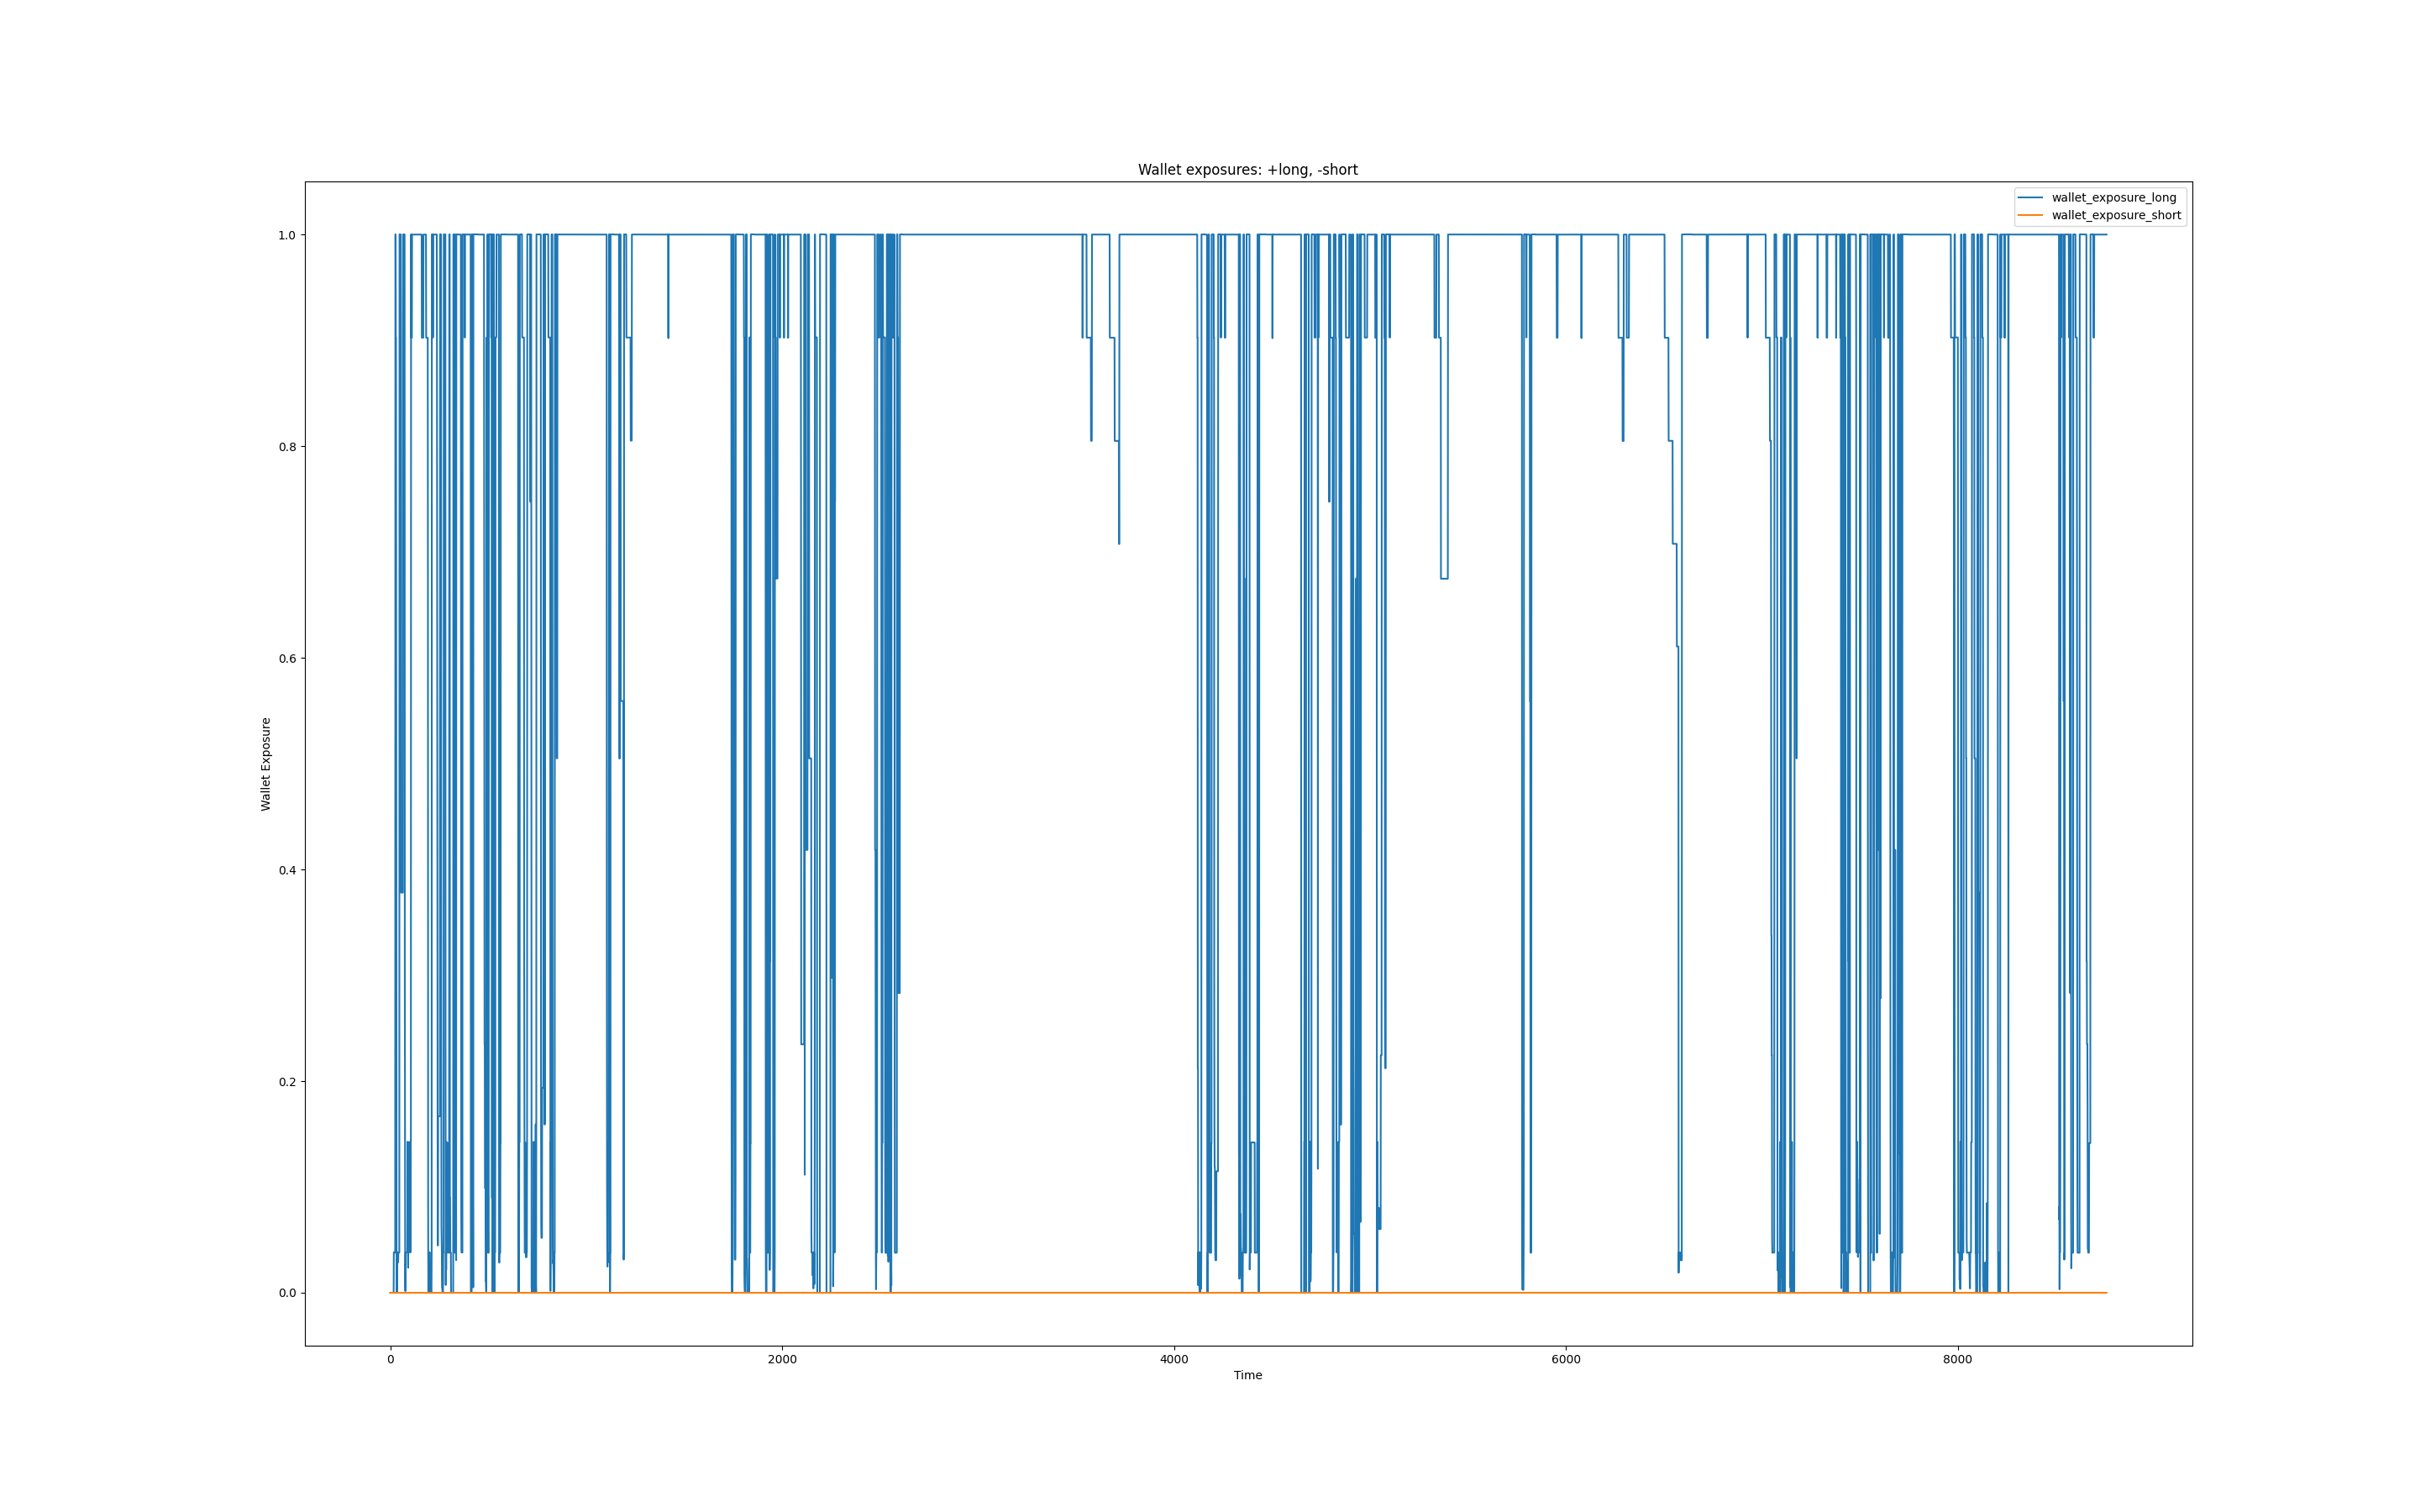 Wallet exposures: +long, -short
wallet_exposure_long
wallet_exposure_short
1.0
0.8
0.6
0.4
0.2
0.0
Wallet Exposure
0 2000 4000 6000 8000
Time